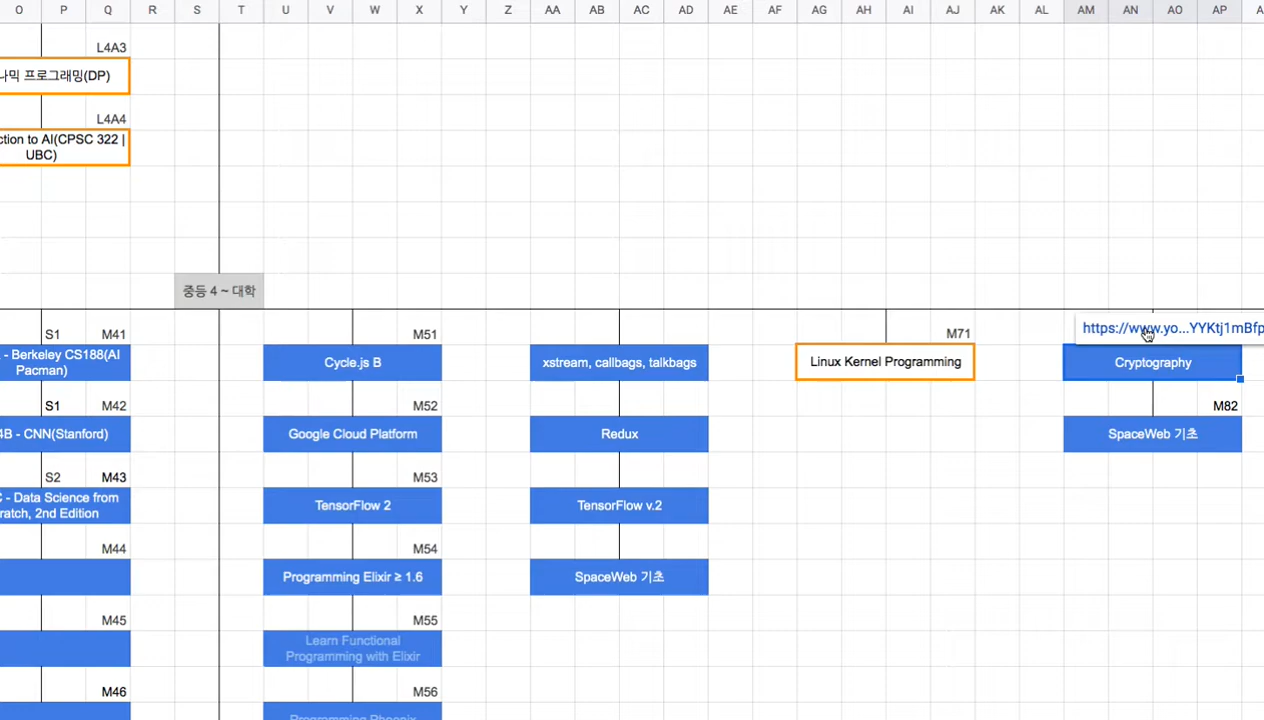 O P Q R S T U V W X Y Z AA AB AC AD AE AF AG AH AI AJ AK AL AM AN AO AP
L4A3
나믹 프로그래밍(DP)
L4A4
ction to AI(CPSC 322 |
UBC)
중등 4 ~ 대학
S1 M41 M51 M71 https://www.yo...YYKtj1mBfp
- Berkeley CS188(AI
Pacman)
Cycle.js B
xstream, callbags, talkbags
Linux Kernel Programming
Cryptography
S1 M42 M52 M82
4B - CNN(Stanford)
Google Cloud Platform
Redux
SpaceWeb 기초
S2 M43 M53
C - Data Science from
ratch, 2nd Edition
TensorFlow 2
TensorFlow v.2
M44 M54
Programming Elixir ≥ 1.6
SpaceWeb 기초
M45 M55
Learn Functional
Programming with Elixir
M46 M56
Programming Phoenix